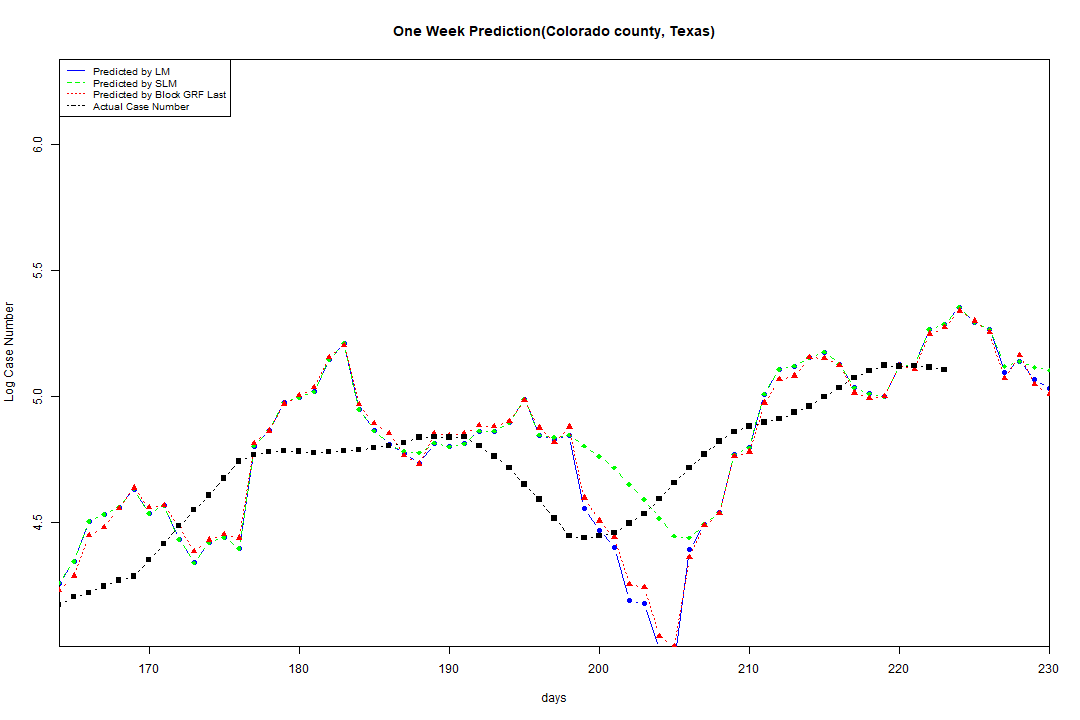 One Week Prediction(Colorado county, Texas)
Predicted by LM
Predicted by SLM
Predicted by Block GRF Last
Actual Case Number
6.0
5.5
5.0
4.5
Log Case Number
170 180 190 200 210 220 230
days